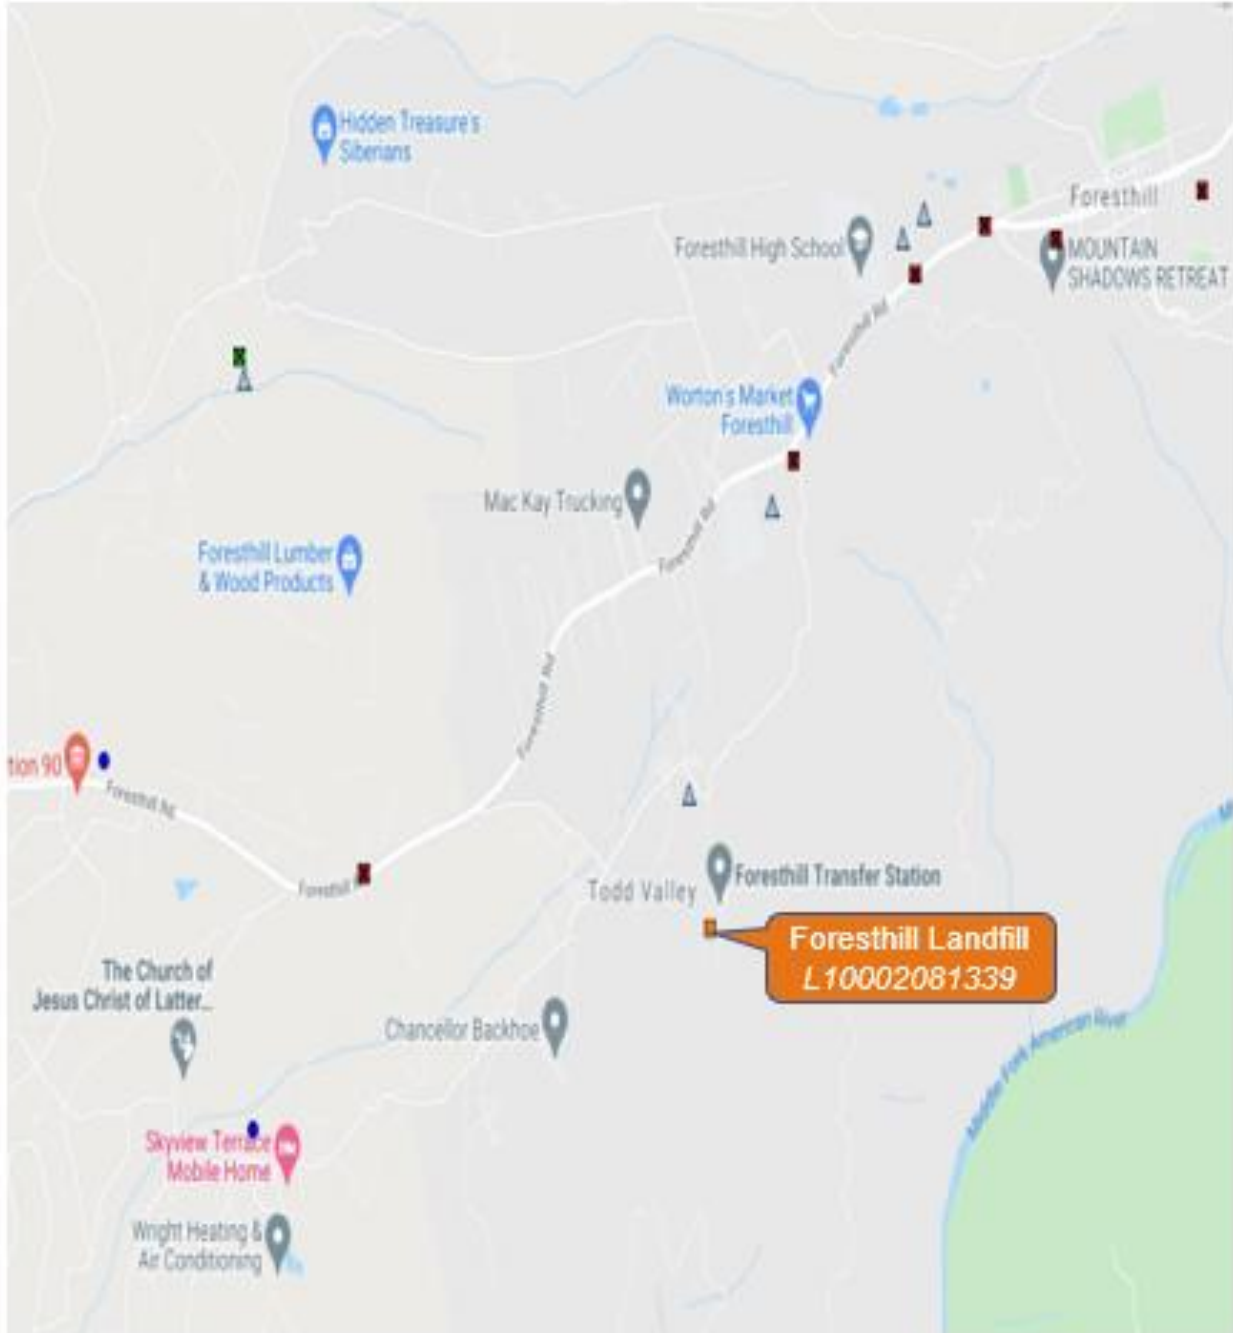 Hidden Treasure's
Siberians
Foresthill
Foresthill High School
MOUNTAIN
SHADOWS RETREAT
Foresthill Rd
Worton's Market
Foresthill
Mac Kay Trucking
Foresthill Rd
Foresthill Lumber
& Wood Products
Foresthill Rd
tion 90
Foresthill Rd
Foresthill
Todd Valley
Foresthill Transfer Station
Foresthill Landfill
L10002081339
The Church of
Jesus Christ of Latter...
Chancellor Backhoe
Middle Fork American River
Skyview Terrace
Mobile Home
Wright Heating &
Air Conditioning